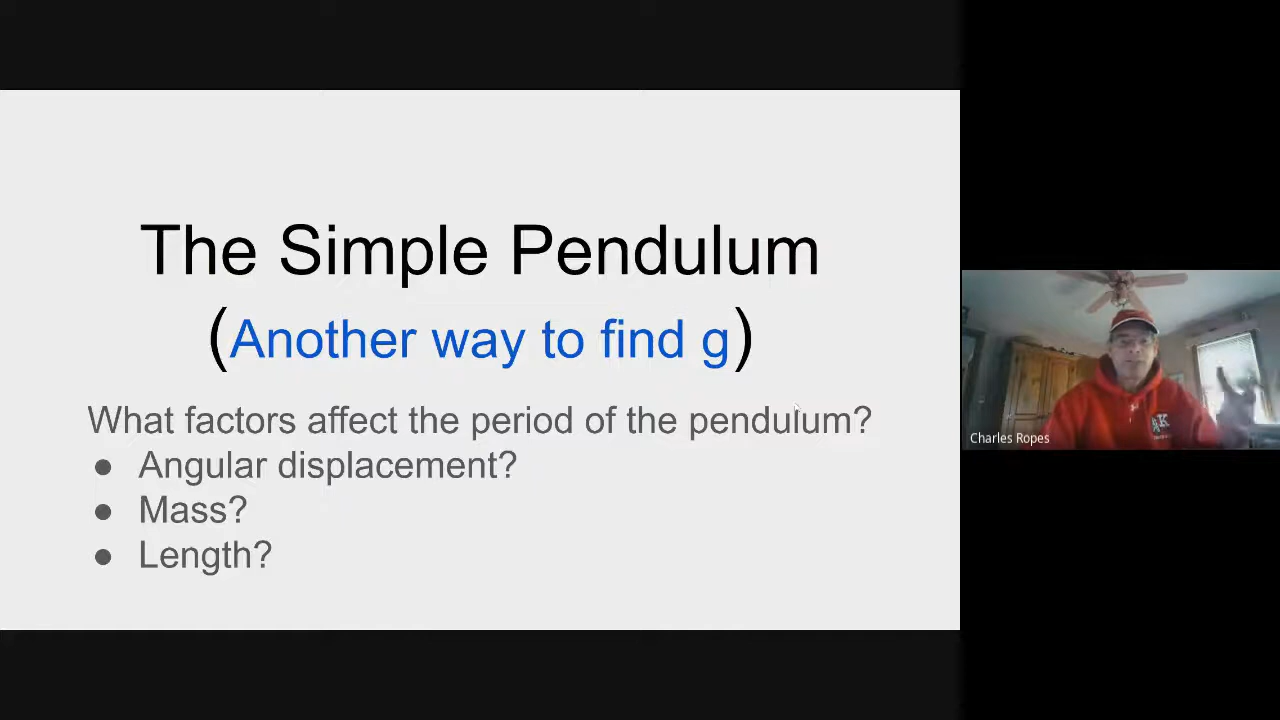 The Simple Pendulum
(Another way to find g)
What factors affect the period of the pendulum?
● Angular displacement?
● Mass?
● Length?
Charles Ropes
K